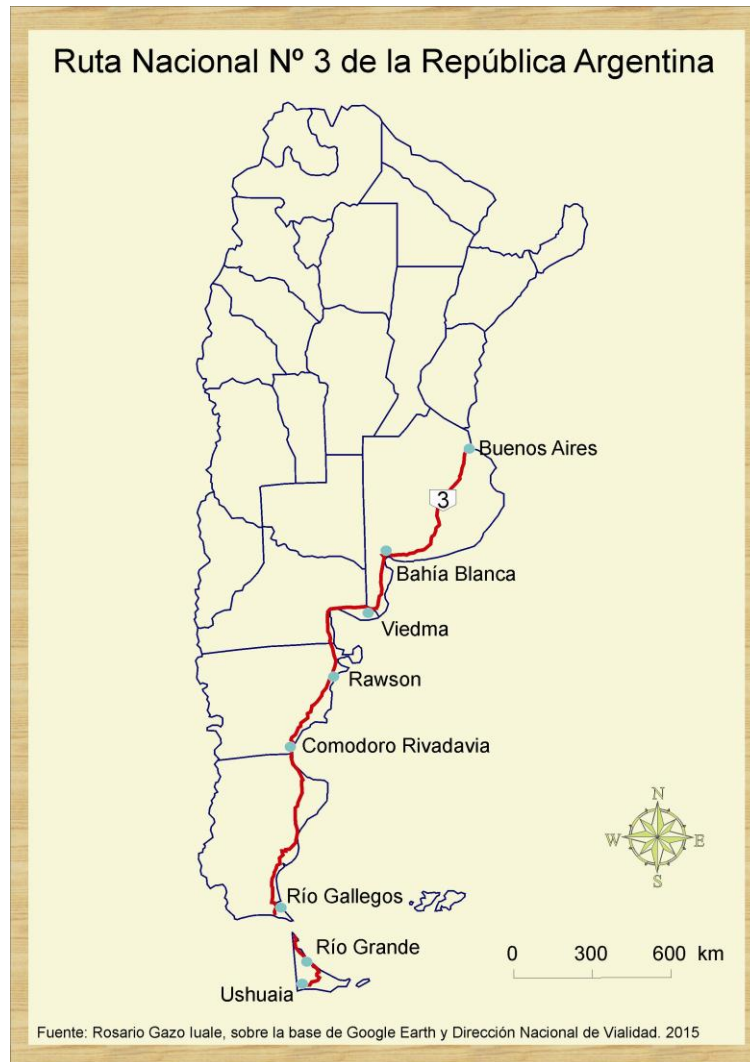 Ruta Nacional Nº 3 de la República Argentina
Buenos Aires
3
Bahía Blanca
Viedma
Rawson
Comodoro Rivadavia
N
W E
S
Río Gallegos
Río Grande
0 300 600 km
Ushuaia
Fuente: Rosario Gazo Iuale, sobre la base de Google Earth y Dirección Nacional de Vialidad. 2015